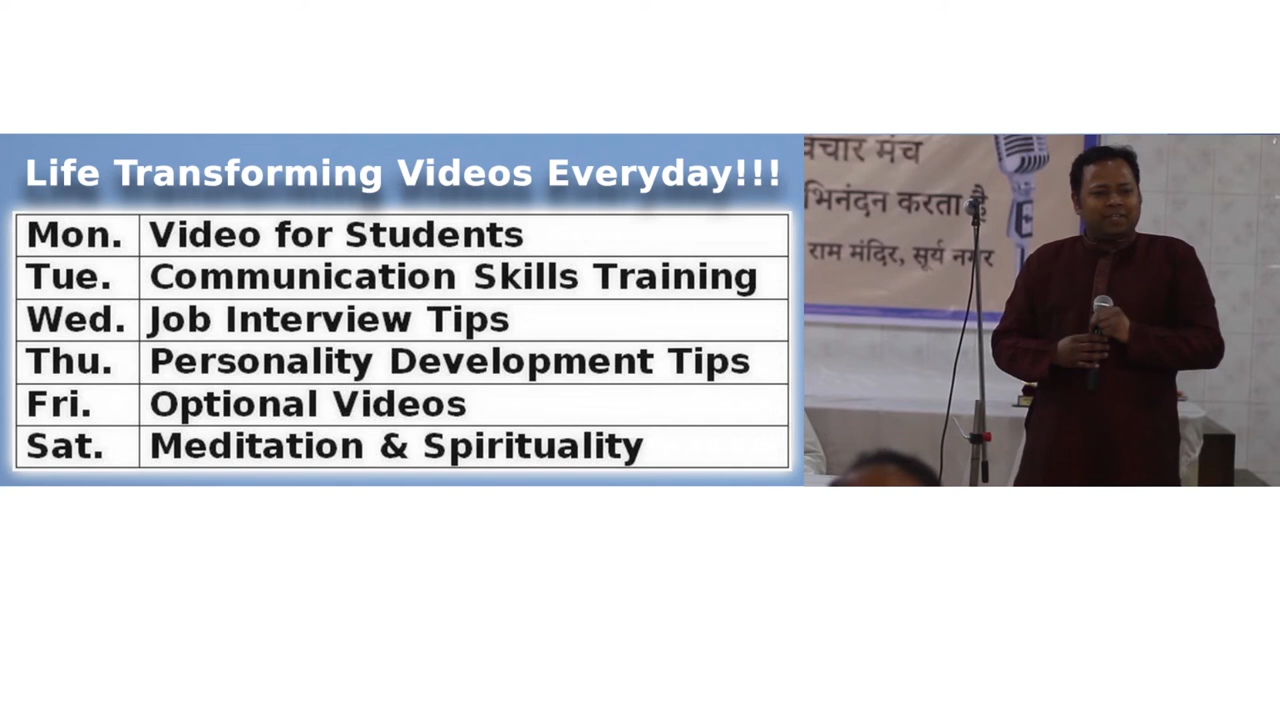 Life Transforming Videos Everyday!!!
Mon. Video for Students
Tue. Communication Skills Training
Wed. Job Interview Tips
Thu. Personality Development Tips
Fri. Optional Videos
Sat. Meditation & Spirituality
मंच
करता है
राम मंदिर, सूर्य नगर